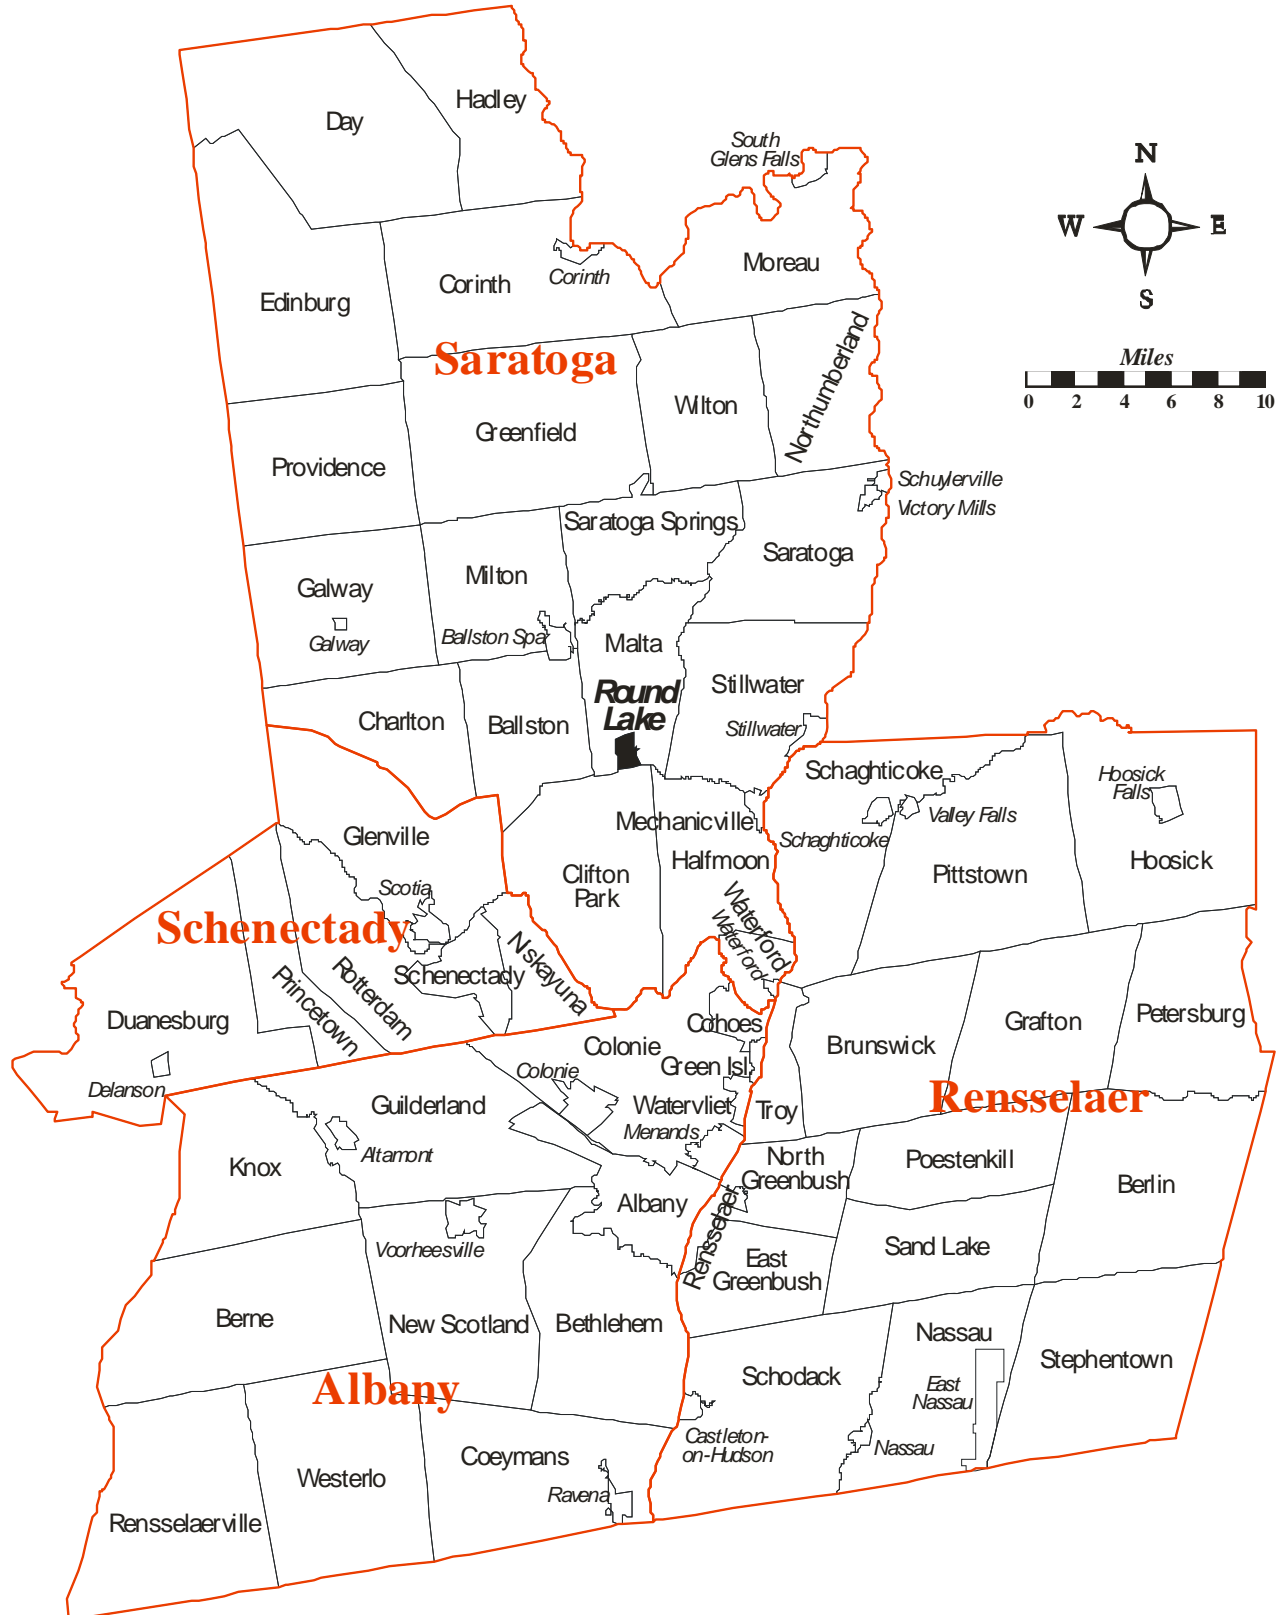 Hadley
Day
South
Glens Falls
N
W
E
S
Moreau
Corinth
Corinth
Edinburg
Saratoga
Miles
0 2 4 6 8 10
Northumberland
Wilton
Greenfield
Providence
Schuylerville
Victory Mills
Saratoga Springs
Saratoga
Milton
Galway
Galway
Ballston Spa
Malta
Round
Lake
Stillwater
Stillwater
Charlton
Ballston
Schaghticoke
Hoosick
Falls
Valley Falls
Schaghticoke
Mechanicville
Glenville
Halfmoon
Hoosick
Pittstown
Clifton
Park
Scotia
Waterford
Waterford
Schenectady
Niskayuna
Schenectady
Rotterdam
Princetown
Duanesburg
Delanson
Cohoes
Colonie
Green Isl.
Colonie
Brunswick
Grafton
Petersburg
Rensselaer
Guilderland
Watervliet
Menands
Troy
Altamont
Knox
North
Greenbush
Poestenkill
Berlin
Albany
Rensselaer
Voorheesville
Sand Lake
East
Greenbush
Berne
New Scotland
Bethlehem
Nassau
Stephentown
Schodack
East
Nassau
Albany
Castleton-
on-Hudson
Nassau
Coeymans
Westerlo
Ravena
Rensselaerville